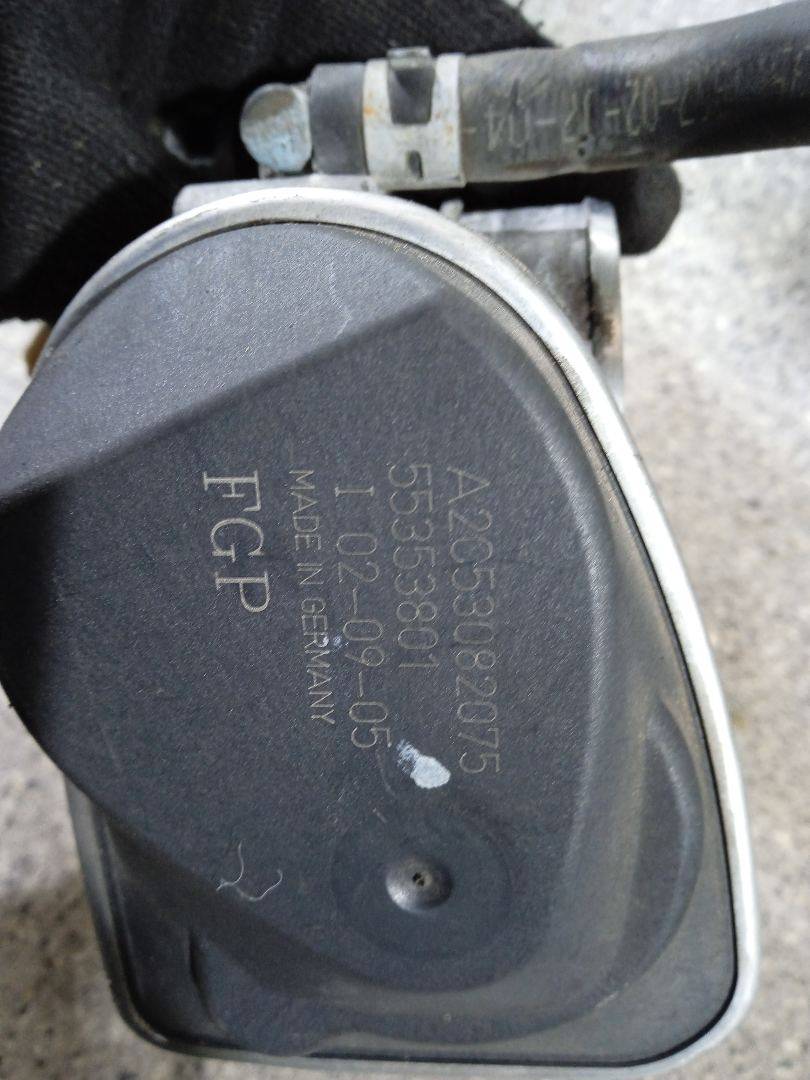 A2C53082075
55353801
I 02-09-05
MADE IN GERMANY
FGP